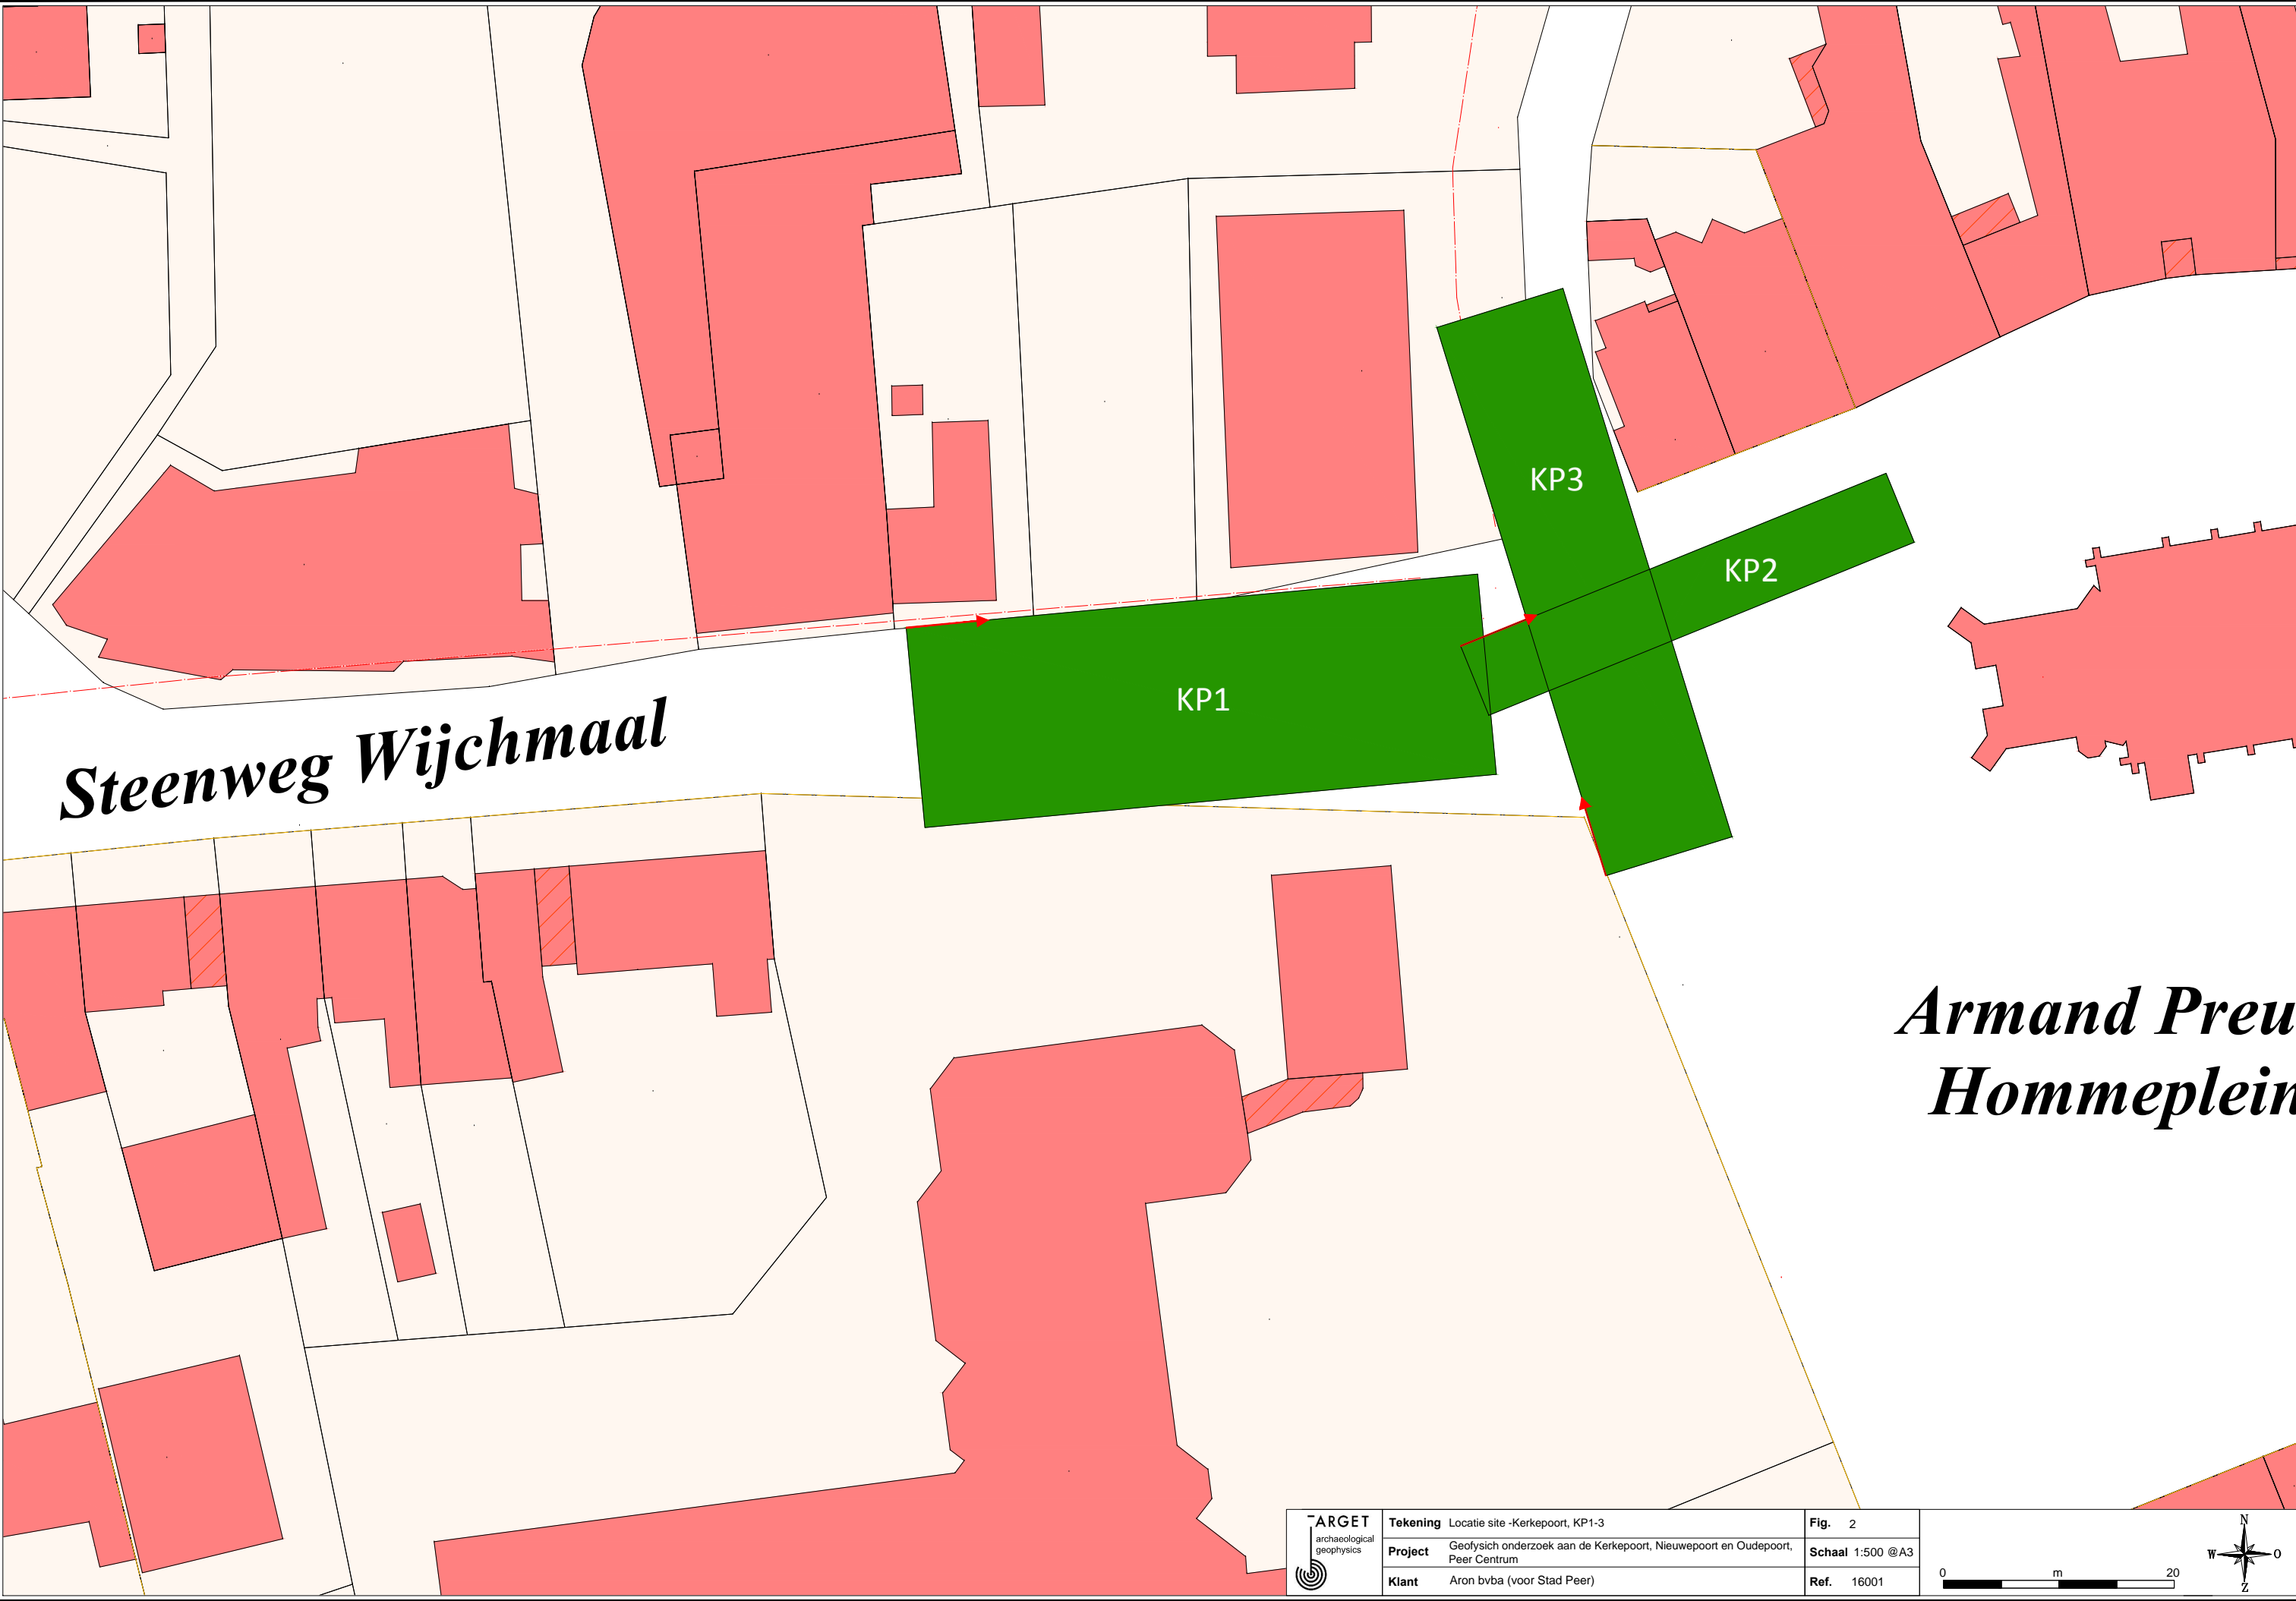 KP3
KP2
KP1
Steenweg Wijchmaal
Armand Preu
Hommeplein
TARGET
archaeological
geophysics
Tekening Locatie site -Kerkepoort, KP1-3
Project Geofysich onderzoek aan de Kerkepoort, Nieuwepoort en Oudepoort,
Peer Centrum
Klant Aron bvba (voor Stad Peer)
Fig. 2
Schaal 1:500 @A3
Ref. 16001
0 m 20
N
W O
Z